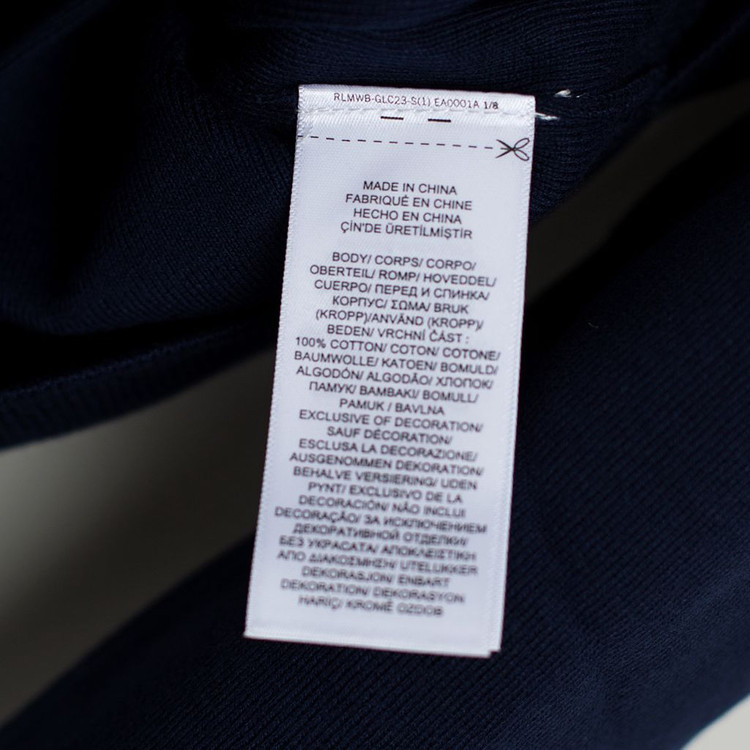 RLMWB-GLC23-S(1) EA0001A 1/8
MADE IN CHINA
FABRIQUÉ EN CHINE
HECHO EN CHINA
ÇİN'DE ÜRETİLMİŞTİR
BODY/ CORPS/ CORPO/
OBERTEIL/ ROMP/ HOVEDDEL/
CUERPO/ ПЕРЕД И СПИНКА/
КОРПУС/ ΣΩΜΑ/ BRUK
(KROPP)/ANVÄND (KROPP)/
BEDEN/ VRCHNÍ ČÁST :
100% COTTON/ COTON/ COTONE/
BAUMWOLLE/ KATOEN/ BOMULD/
ALGODÓN/ ALGODÃO/ ХЛОПОК/
ПАМУК/ ΒΑΜΒΑΚΙ/ BOMULL/
PAMUK / BAVLNA
EXCLUSIVE OF DECORATION/
SAUF DÉCORATION/
ESCLUSA LA DECORAZIONE/
AUSGENOMMEN DEKORATION/
BEHALVE VERSIERING/ UDEN
PYNT/ EXCLUSIVO DE LA
DECORACIÓN/ NÃO INCLUI
DECORAÇÃO/ ЗА ИСКЛЮЧЕНИЕМ
ДЕКОРАТИВНОЙ ОТДЕЛКИ/
БЕЗ УКРАСАТА/ ΑΠΟΚΛΕΙΣΤΙΚΗ
ΑΠΟ ΔΙΑΚΟΣΜΗΣΗ/ UTELUKKER
DEKORASJON/ ENBART
DEKORATION/ DEKORASYON
HARİÇ/ KROMĚ OZDOB